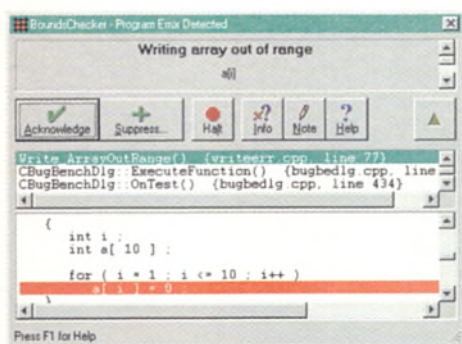 BoundsChecker - Program Error Detected
Writing array out of range
a[i]
Acknowledge
Suppress...
Halt
Info
Note
Help
Write_ArrayOutRange() {writeerr.cpp, line 77}
CBugBenchDlg::ExecuteFunction() {bugbedlg.cpp, line
CBugBenchDlg::OnTest() {bugbedlg.cpp, line 434}
{
int i ;
int a[ 10 ] ;
for ( i = 1 ; i <= 10 ; i++ )
a[ i ] = 0 ;
}
Press F1 for Help